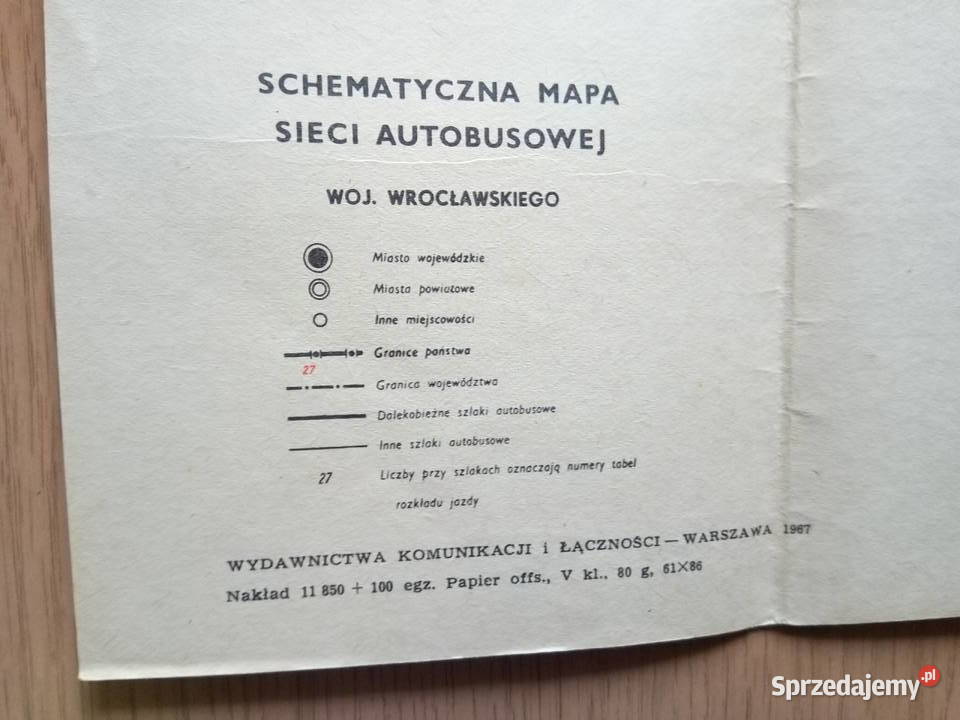 SCHEMATYCZNA MAPA
SIECI AUTOBUSOWEJ
WOJ. WROCŁAWSKIEGO
Miasto wojewódzkie
Miasta powiatowe
Inne miejscowości
Granice państwa
27
Granica województwa
Dalekobieżne szlaki autobusowe
Inne szlaki autobusowe
27 Liczby przy szlakach oznaczają numery tabel
rozkładu jazdy
WYDAWNICTWA KOMUNIKACJI i ŁĄCZNOŚCI — WARSZAWA 1967
Nakład 11 850 + 100 egz. Papier offs., V kl., 80 g, 61×86
Sprzedajemy.pl